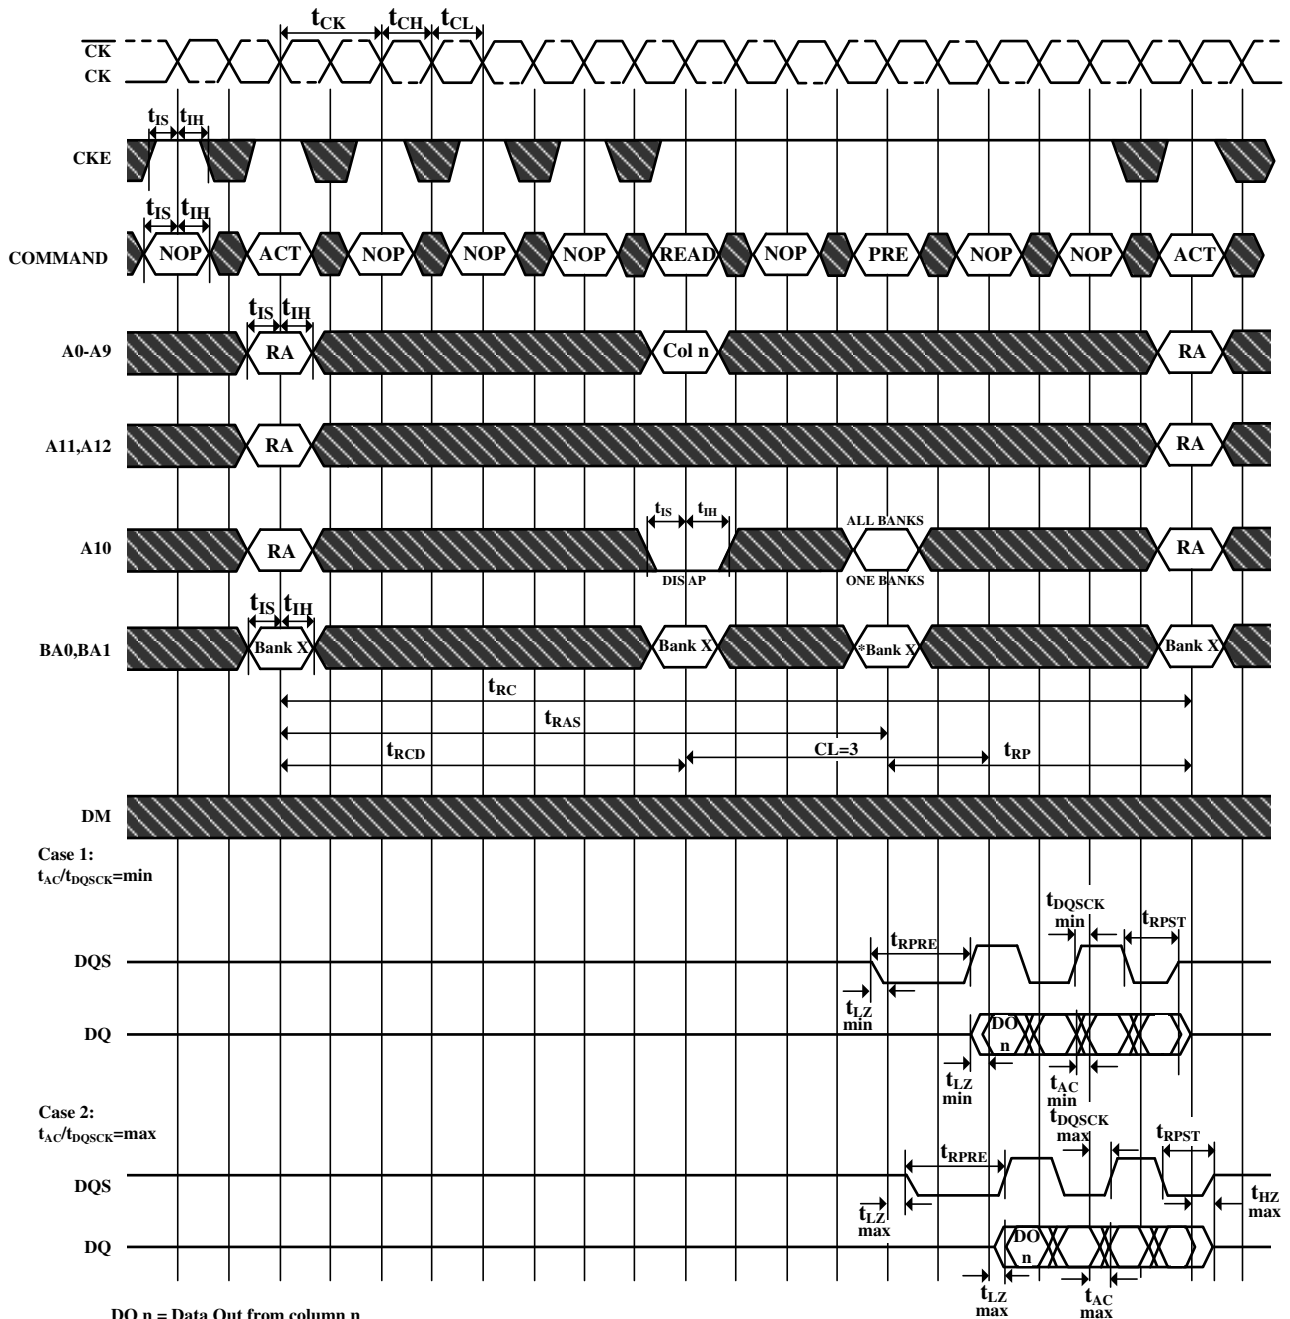 tCK tCH tCL
CK
CK
tIS tIH
CKE
tIS tIH
COMMAND NOP ACT NOP NOP NOP READ NOP PRE NOP NOP ACT
tIS tIH
A0-A9 RA Col n RA
A11,A12 RA RA
tIS tIH ALL BANKS
A10 RA RA
DIS AP ONE BANKS
tIS tIH
BA0,BA1 Bank X Bank X *Bank X Bank X
tRC
tRAS
tRCD CL=3 tRP
DM
Case 1:
tAC/tDQSCK=min
tDQSCK
min tRPST
tRPRE
DQS
tLZ
min
DQ DO
n
tLZ
min
tAC
min
Case 2:
tAC/tDQSCK=max
tDQSCK
max tRPST
tRPRE
DQS
tLZ
max
tHZ
max
DQ DO
n
tLZ
max
tAC
max
DO n = Data Out from column n